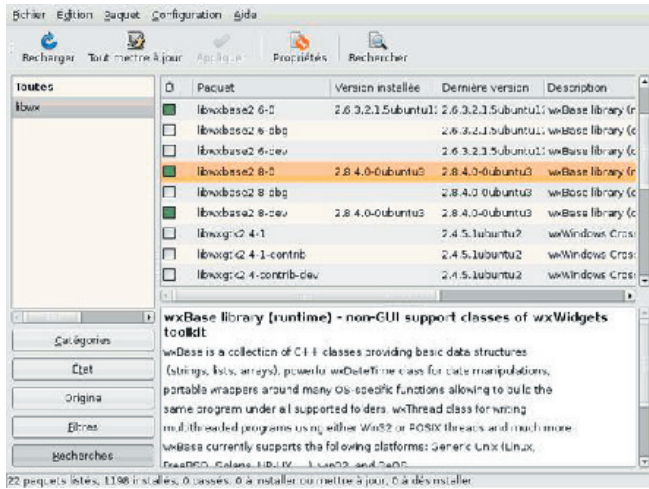 Fichier Édition Paquet Configuration Aide
Recharger Tout mettre à jour Appliquer Propriétés Rechercher
Toutes
libwx
Paquet Version installée Dernière version Description
libwxbase2.6-0 2.6.3.2.1.5ubuntu1 2.6.3.2.1.5ubuntu1 wxBase library (r
libwxbase2.6-dbg 2.6.3.2.1.5ubuntu1 wxBase library (c
libwxbase2.6-dev 2.6.3.2.1.5ubuntu1 wxBase library (c
libwxbase2.8-0 2.8.4.0-0ubuntu3 2.8.4.0-0ubuntu3 wxBase library (r
libwxbase2.8-dbg 2.8.4.0-0ubuntu3 wxBase library (c
libwxbase2.8-dev 2.8.4.0-0ubuntu3 2.8.4.0-0ubuntu3 wxBase library (c
libwxgtk2.4-1 2.4.5.1ubuntu2 wxWindows Cros
libwxgtk2.4-1-contrib 2.4.5.1ubuntu2 wxWindows Cros
libwxgtk2.4-contrib-dev 2.4.5.1ubuntu2 wxWindows Cros
Catégories
État
Origine
Filtres
Recherches
wxBase library (runtime) - non-GUI support classes of wxWidgets
toolkit
wxBase is a collection of C++ classes providing basic data structures
(strings, lists, arrays), powerful wxDateTime class for date manipulations,
portable wrappers around many OS-specific functions allowing to build the
same program under all supported folders, wxThread class for writing
multithreaded programs using either Win32 or POSIX threads and much more.
wxBase currently supports the following platforms: Generic Unix (Linux,
FreeBSD, Solaris, HP-UX, ...), win32, and BeOS.
22 paquets listés, 1198 installés, 0 cassés, 0 à installer ou mettre à jour, 0 à désinstaller